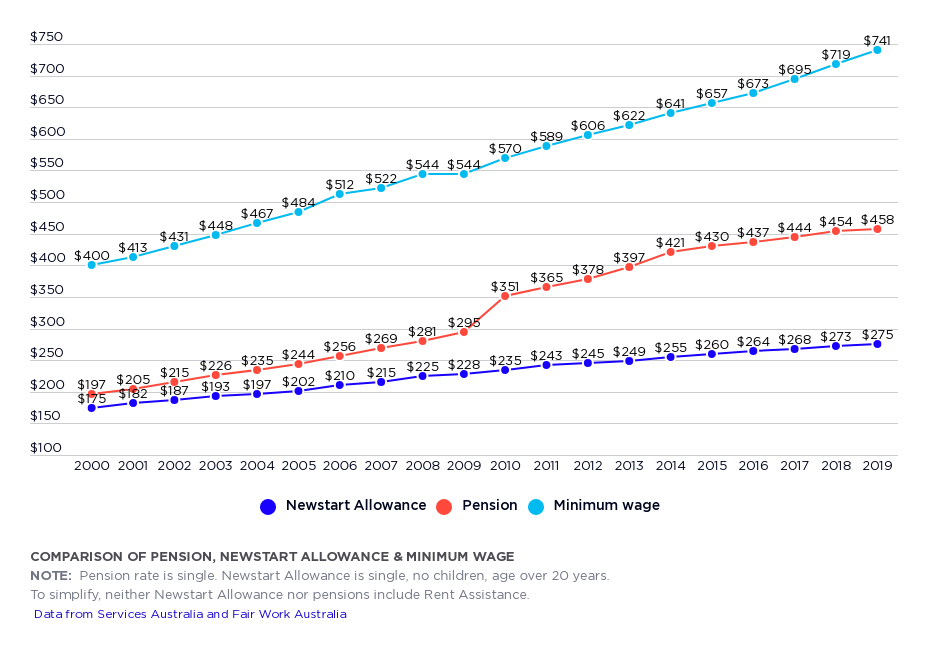 $750
$700
$650
$600
$550
$500
$450
$400
$350
$300
$250
$200
$150
$100
$400 $413 $431 $448 $467 $484 $512 $522 $544 $544 $570 $589 $606 $622 $641 $657 $673 $695 $719 $741
$197 $205 $215 $226 $235 $244 $256 $269 $281 $295 $351 $365 $378 $397 $421 $430 $437 $444 $454 $458
$175 $182 $187 $193 $197 $202 $210 $215 $225 $228 $235 $243 $245 $249 $255 $260 $264 $268 $273 $275
2000 2001 2002 2003 2004 2005 2006 2007 2008 2009 2010 2011 2012 2013 2014 2015 2016 2017 2018 2019
Newstart Allowance Pension Minimum wage
COMPARISON OF PENSION, NEWSTART ALLOWANCE & MINIMUM WAGE
NOTE: Pension rate is single. Newstart Allowance is single, no children, age over 20 years.
To simplify, neither Newstart Allowance nor pensions include Rent Assistance.
Data from Services Australia and Fair Work Australia